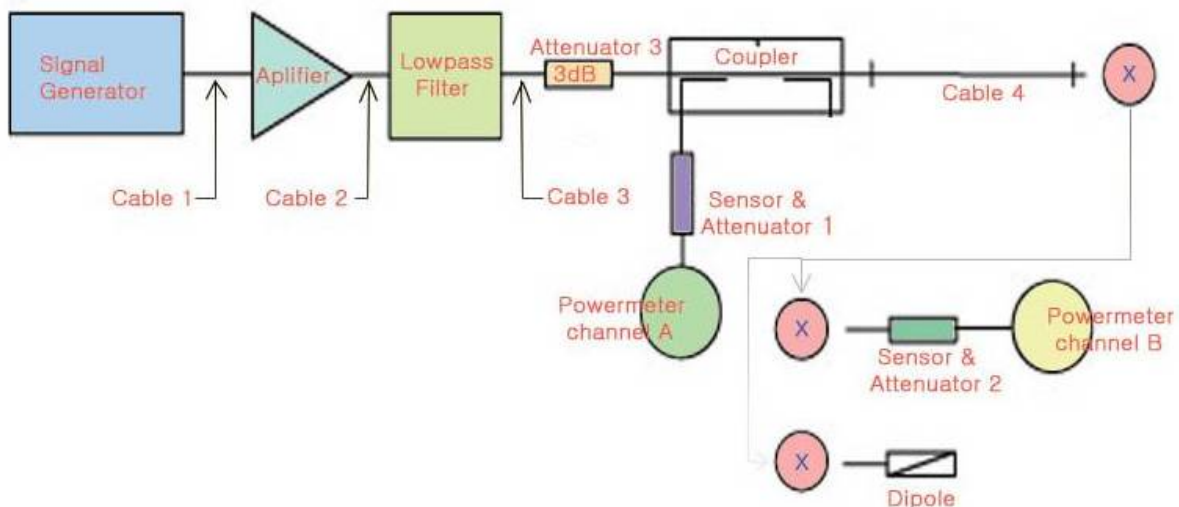 Signal
Generator
Aplifier
Lowpass
Filter
Attenuator 3
3dB
Coupler
Cable 4
X
Cable 1
Cable 2
Cable 3
Sensor &
Attenuator 1
Powermeter
channel A
X
Sensor &
Attenuator 2
Powermeter
channel B
X
Dipole